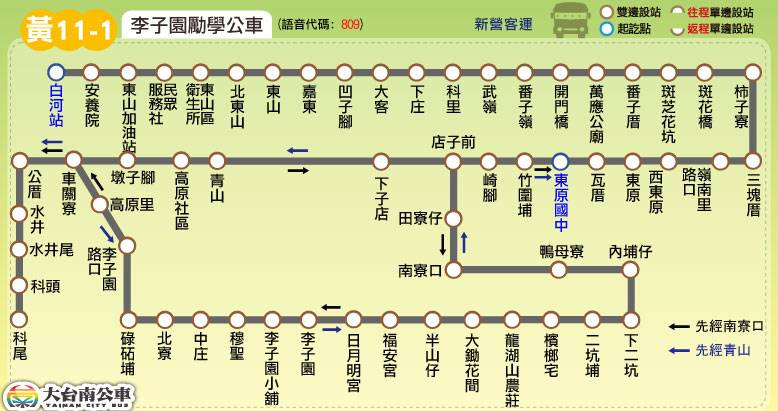 黃11-1
李子園勵學公車
(語音代碼: 809)
新營客運
雙邊設站
往程單邊設站
起訖點
返程單邊設站
白河站
安養院
東山加油站
民眾服務社
東山區衛生所
北東山
東山
嘉東
凹子腳
大客
下庄
科里
武嶺
番子嶺
開門橋
萬應公廟
番子厝
斑芝花坑
斑花橋
柿子寮
三塊厝
嶺南里路口
西東原
東原
瓦厝
東原國中
竹圍埔
崎腳
店子前
下子店
青山
高原社區
墩子腳
車關寮
公厝
水井
水井尾
科頭
科尾
高原里
李子園路口
田寮仔
南寮口
鴨母寮
內埔仔
碌砧埔
北寮
中庄
穆聖
李子園小舖
李子園
日月明宮
福安宮
半山仔
大鋤花間
龍湖山農莊
檳榔宅
二坑埔
下二坑
先經南寮口
先經青山
大台南公車
TAINAN CITY BUS